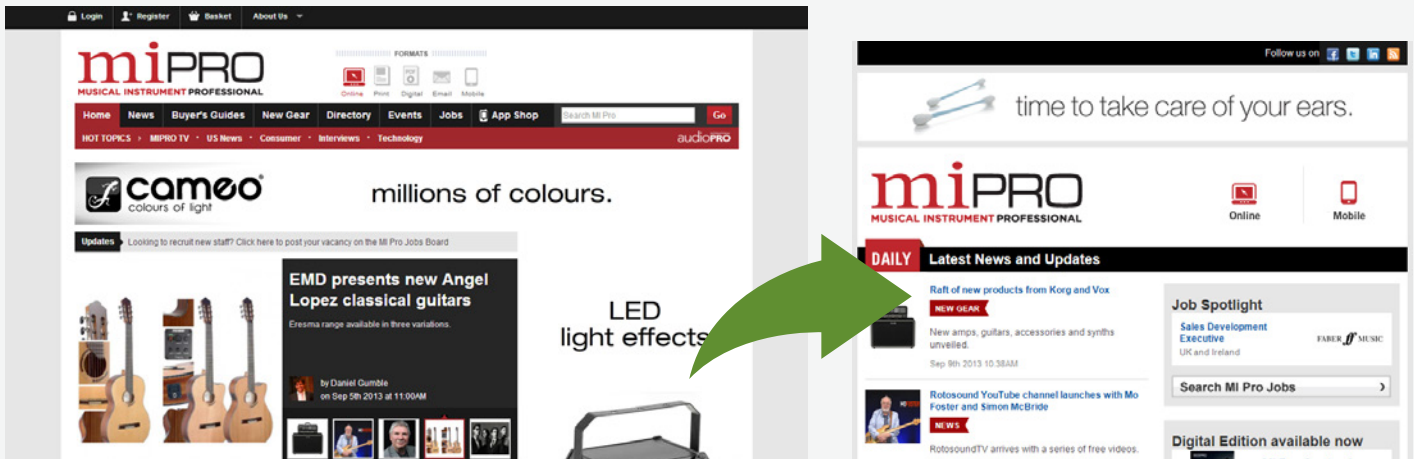 Login Register Basket About Us
miPRO
MUSICAL INSTRUMENT PROFESSIONAL
FORMATS
Online Print Digital Email Mobile
Home News Buyer's Guides New Gear Directory Events Jobs App Shop Search MI Pro Go
HOT TOPICS > MIPRO TV · US News · Consumer · Interviews · Technology
audioPRO
cameo
colours of light
millions of colours.
Updates Looking to recruit new staff? Click here to post your vacancy on the MI Pro Jobs Board
EMD presents new Angel
Lopez classical guitars
Eresma range available in three variations.
by Daniel Gumble
on Sep 5th 2013 at 11:00AM
LED
light effects
Follow us on
time to take care of your ears.
miPRO
MUSICAL INSTRUMENT PROFESSIONAL
Online
Mobile
DAILY Latest News and Updates
Raft of new products from Korg and Vox
NEW GEAR
New amps, guitars, accessories and synths
unveiled.
Sep 9th 2013 10.38AM
Rotosound YouTube channel launches with Mo
Foster and Simon McBride
NEWS
RotosoundTV arrives with a series of free videos.
Job Spotlight
Sales Development
Executive
UK and Ireland
FABER ff MUSIC
Search MI Pro Jobs
Digital Edition available now